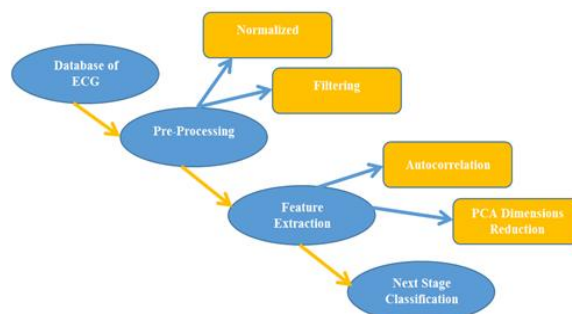 Normalized
Database of
ECG
Filtering
Pre-Processing
Autocorrelation
Feature
Extraction
PCA Dimensions
Reduction
Next Stage
Classification